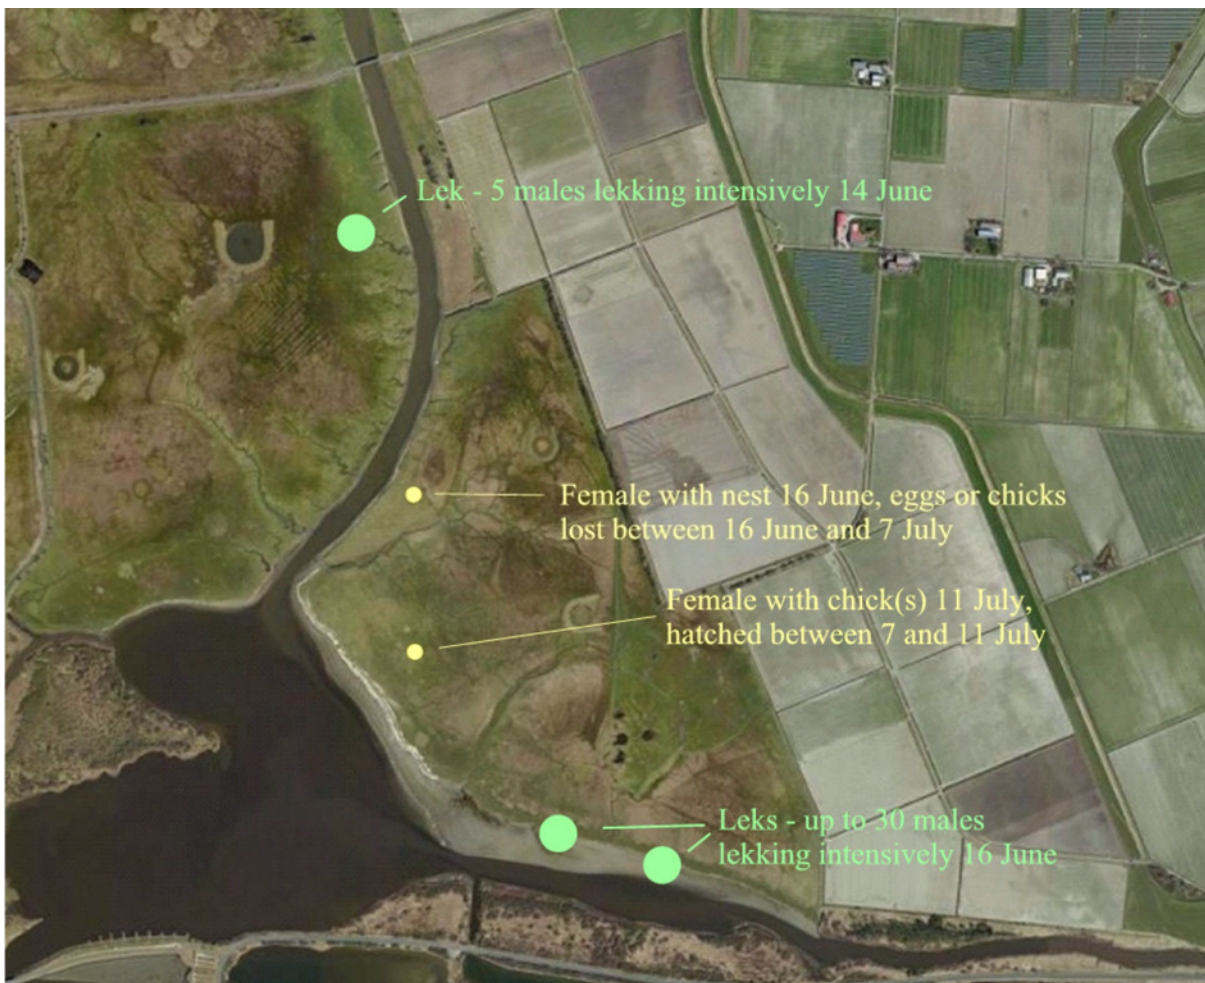 Lek - 5 males lekking intensively 14 June
Female with nest 16 June, eggs or chicks
lost between 16 June and 7 July
Female with chick(s) 11 July,
hatched between 7 and 11 July
Leks - up to 30 males
lekking intensively 16 June